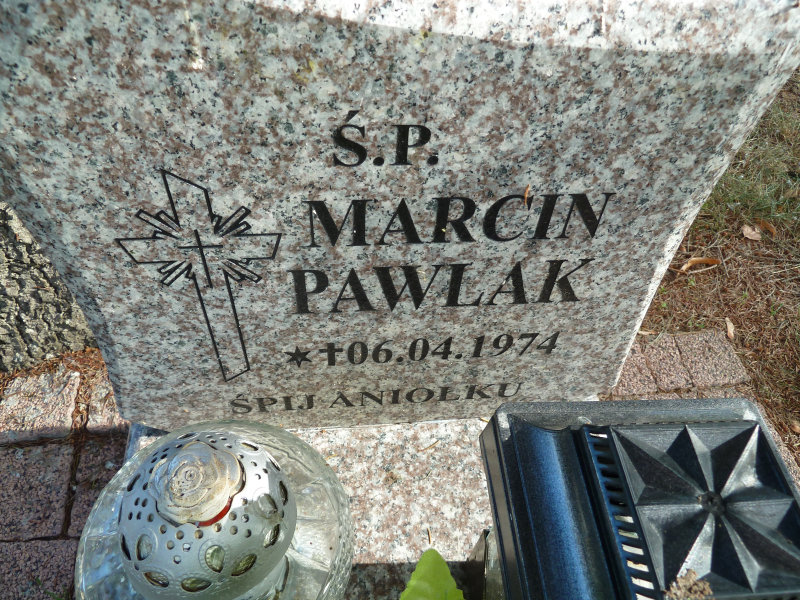 Ś.P.
MARCIN
PAWLAK
✶✝06.04.1974
ŚPIJ ANIOŁKU